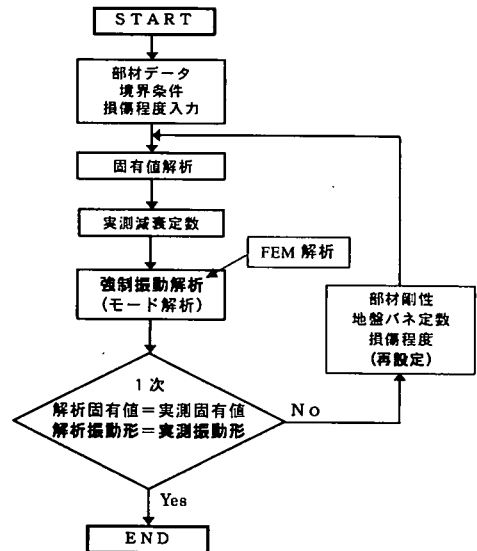 START
部材データ
境界条件
損傷程度入力
固有値解析
実測減衰定数
FEM 解析
強制振動解析
(モード解析)
部材剛性
地盤バネ定数
損傷程度
(再設定)
1 次
解析固有値＝実測固有値
解析振動形＝実測振動形
No
Yes
END